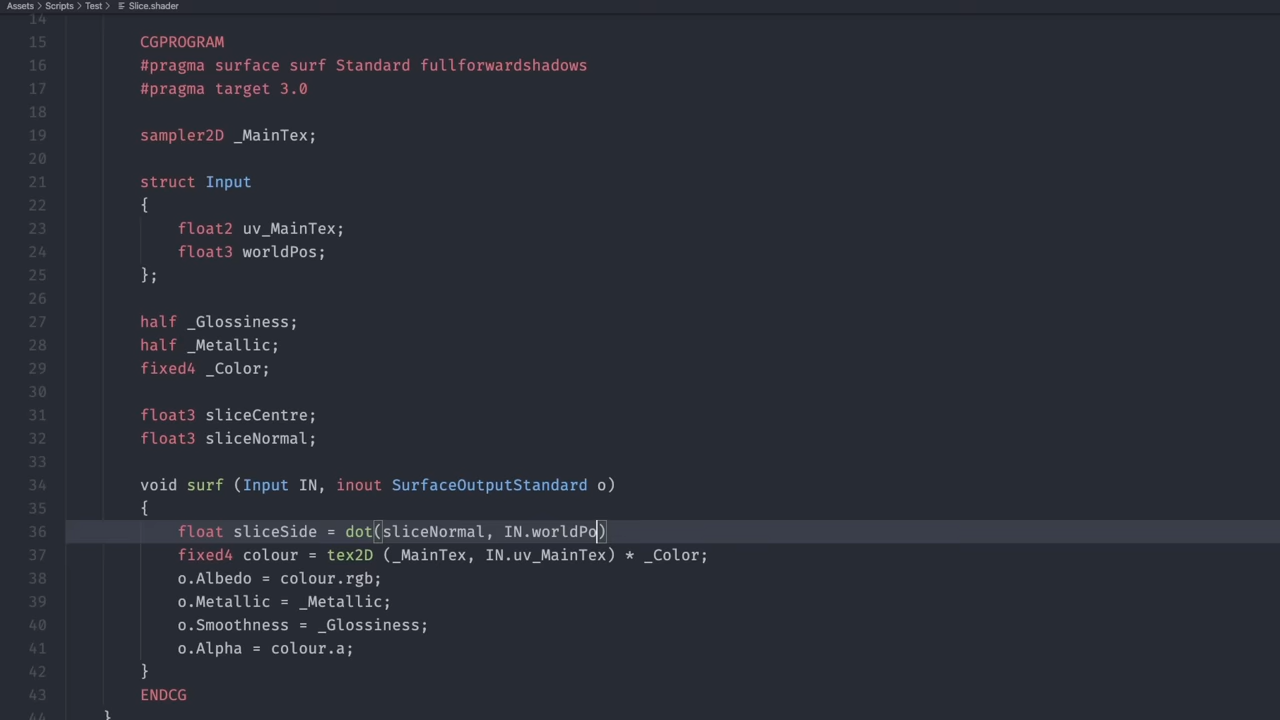 Assets > Scripts > Test > Slice.shader
14
15 CGPROGRAM
16 #pragma surface surf Standard fullforwardshadows
17 #pragma target 3.0
18
19 sampler2D _MainTex;
20
21 struct Input
22 {
23 float2 uv_MainTex;
24 float3 worldPos;
25 };
26
27 half _Glossiness;
28 half _Metallic;
29 fixed4 _Color;
30
31 float3 sliceCentre;
32 float3 sliceNormal;
33
34 void surf (Input IN, inout SurfaceOutputStandard o)
35 {
36 float sliceSide = dot(sliceNormal, IN.worldPo)
37 fixed4 colour = tex2D (_MainTex, IN.uv_MainTex) * _Color;
38 o.Albedo = colour.rgb;
39 o.Metallic = _Metallic;
40 o.Smoothness = _Glossiness;
41 o.Alpha = colour.a;
42 }
43 ENDCG
44 }